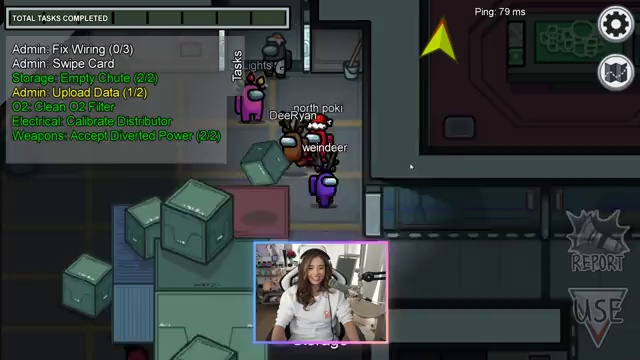 TOTAL TASKS COMPLETED
Ping: 79 ms
Admin: Fix Wiring (0/3)
Admin: Swipe Card
Storage: Empty Chute (2/2)
Admin: Upload Data (1/2)
O2: Clean O2 Filter
Electrical: Calibrate Distributor
Weapons: Accept Diverted Power (2/2)
Tasks
Lights
north poki
DeeRyan
weindeer
REPORT
USE
Storage